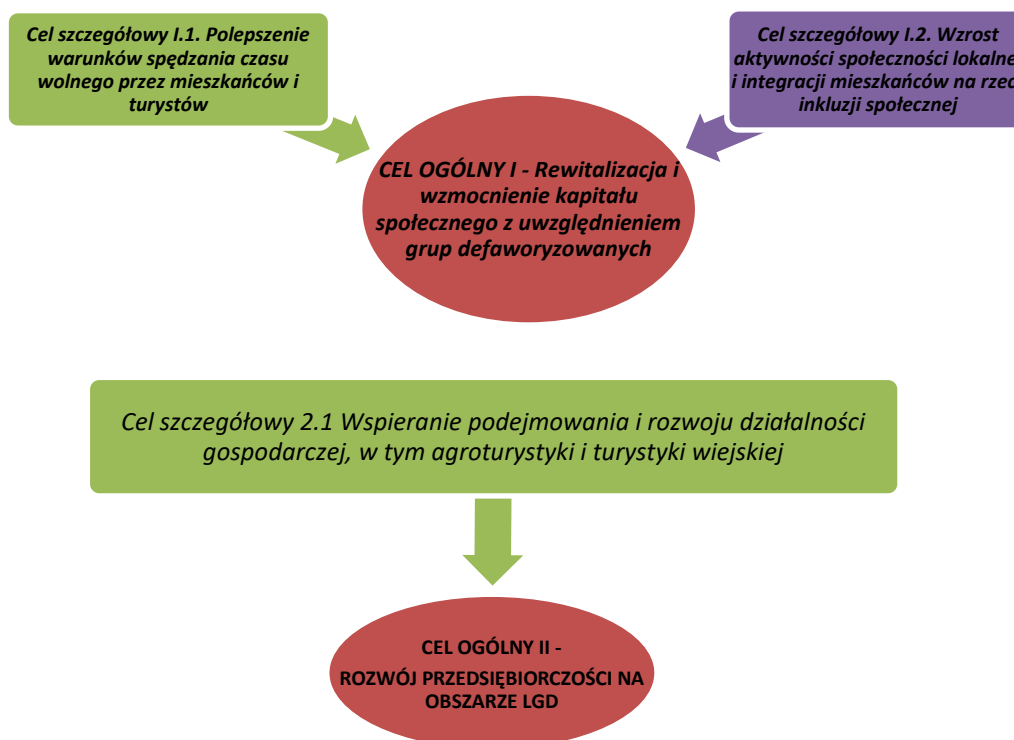 Cel szczegółowy I.1. Polepszenie
warunków spędzania czasu
wolnego przez mieszkańców i
turystów
Cel szczegółowy I.2. Wzrost
aktywności społeczności lokalne
i integracji mieszkańców na rzec
inkluzji społecznej
CEL OGÓLNY I - Rewitalizacja i
wzmocnienie kapitału
społecznego z uwzględnieniem
grup defaworyzowanych
Cel szczegółowy 2.1 Wspieranie podejmowania i rozwoju działalności
gospodarczej, w tym agroturystyki i turystyki wiejskiej
CEL OGÓLNY II -
ROZWÓJ PRZEDSIĘBIORCZOŚCI NA
OBSZARZE LGD